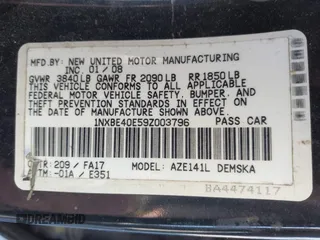 MFD.BY: NEW UNITED MOTOR MANUFACTURING
INC. 01/08
GVWR 3840LB GAWR FR 2090LB RR 1850LB
THIS VEHICLE CONFORMS TO ALL APPLICABLE
FEDERAL MOTOR VEHICLE SAFETY, BUMPER, AND
THEFT PREVENTION STANDARDS IN EFFECT ON
THE DATE OF MANUFACTURE SHOWN ABOVE.
1NXBE40E59Z003796 PASS CAR
C/TR: 209 / FA17 MODEL: AZE141L DEMSKA
A/TM: -01A / E351
BA4474117